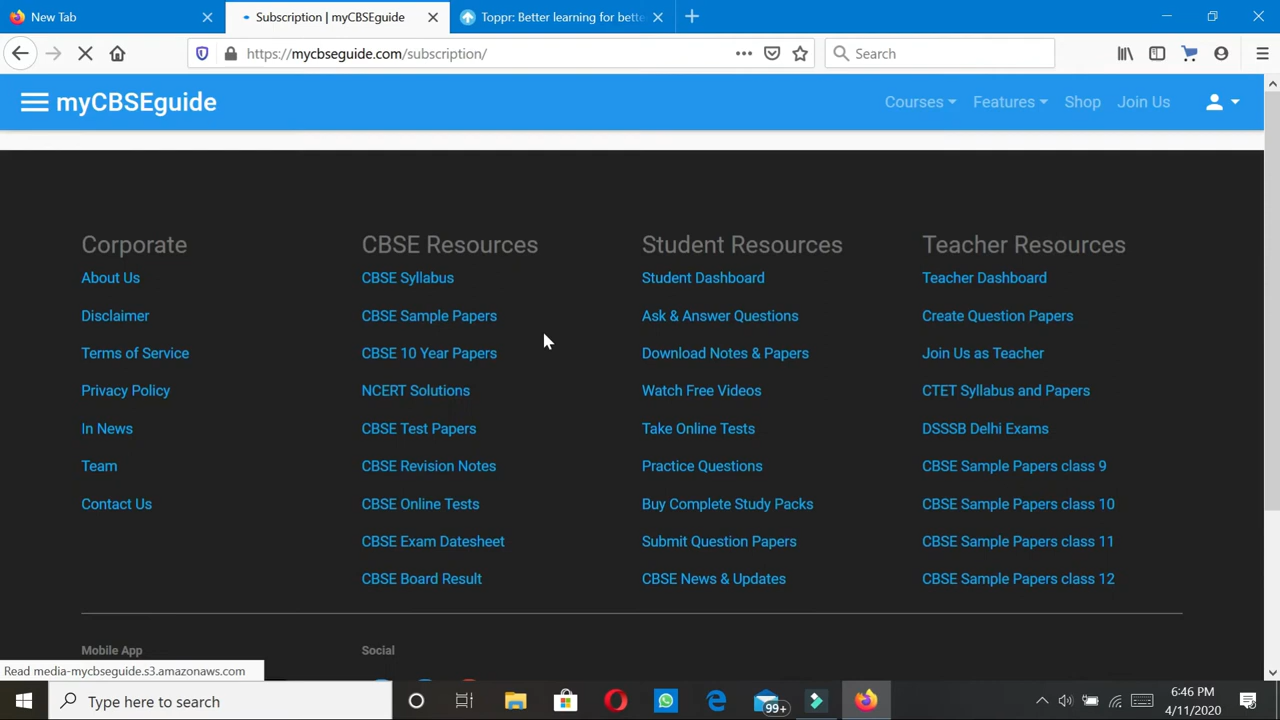 New Tab
Subscription | myCBSEguide
Toppr: Better learning for bette
https://mycbseguide.com/subscription/
Search
myCBSEguide
Courses
Features
Shop
Join Us
Corporate
About Us
Disclaimer
Terms of Service
Privacy Policy
In News
Team
Contact Us
CBSE Resources
CBSE Syllabus
CBSE Sample Papers
CBSE 10 Year Papers
NCERT Solutions
CBSE Test Papers
CBSE Revision Notes
CBSE Online Tests
CBSE Exam Datesheet
CBSE Board Result
Student Resources
Student Dashboard
Ask & Answer Questions
Download Notes & Papers
Watch Free Videos
Take Online Tests
Practice Questions
Buy Complete Study Packs
Submit Question Papers
CBSE News & Updates
Teacher Resources
Teacher Dashboard
Create Question Papers
Join Us as Teacher
CTET Syllabus and Papers
DSSSB Delhi Exams
CBSE Sample Papers class 9
CBSE Sample Papers class 10
CBSE Sample Papers class 11
CBSE Sample Papers class 12
Mobile App
Social
Read media-mycbseguide.s3.amazonaws.com
Type here to search
99+
6:46 PM
4/11/2020